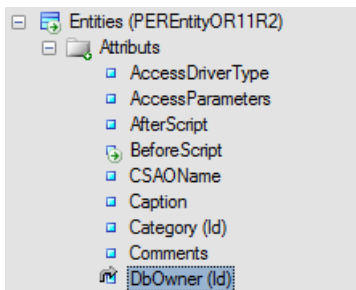 Entities (PEREntityOR11R2)
Attributs
AccessDriverType
AccessParameters
AfterScript
BeforeScript
CSAOName
Caption
Category (Id)
Comments
DbOwner (Id)